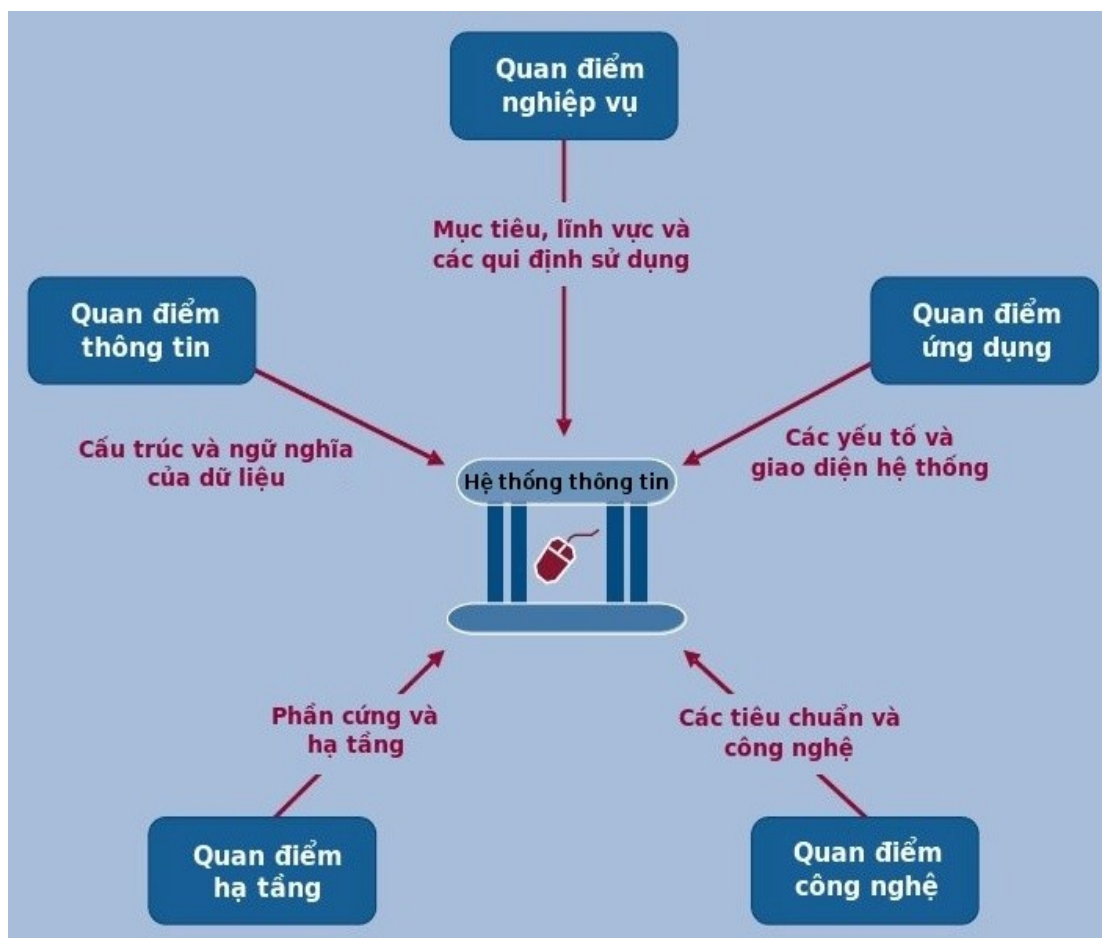 Quan điểm
nghiệp vụ
Mục tiêu, lĩnh vực và
các qui định sử dụng
Quan điểm
thông tin
Quan điểm
ứng dụng
Cấu trúc và ngữ nghĩa
của dữ liệu
Các yếu tố và
giao diện hệ thống
Hệ thống thông tin
Phần cứng và
hạ tầng
Các tiêu chuẩn và
công nghệ
Quan điểm
hạ tầng
Quan điểm
công nghệ